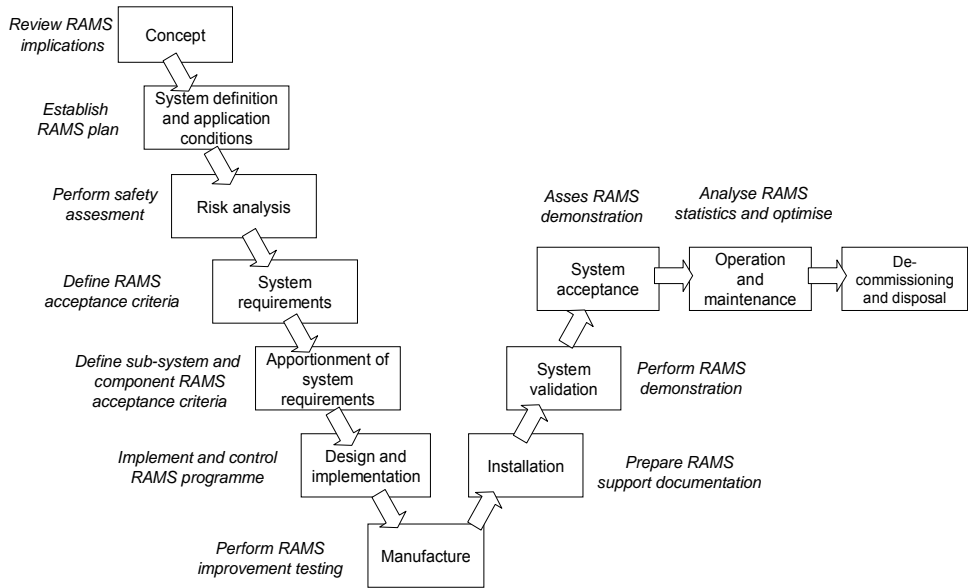 Review RAMS
implications
Concept
Establish
RAMS plan
System definition
and application
conditions
Perform safety
assesment
Risk analysis
Define RAMS
acceptance criteria
System
requirements
Define sub-system and
component RAMS
acceptance criteria
Apportionment of
system
requirements
Implement and control
RAMS programme
Design and
implementation
Perform RAMS
improvement testing
Manufacture
Installation
Prepare RAMS
support documentation
System
validation
Perform RAMS
demonstration
Asses RAMS
demonstration
System
acceptance
Analyse RAMS
statistics and optimise
Operation
and
maintenance
De-
commissioning
and disposal